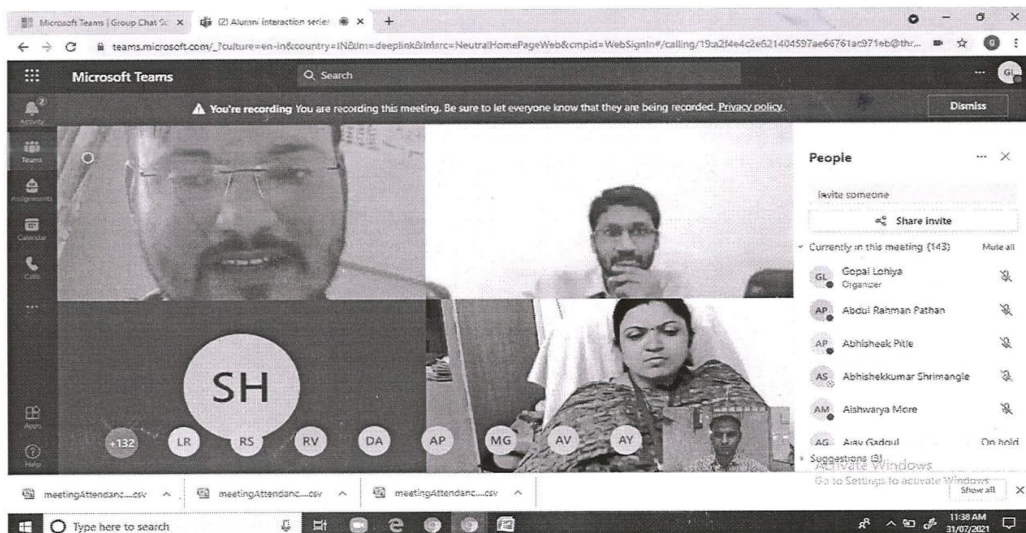 Microsoft Teams | Group Chat So
(2) Alumni interaction series
teams.microsoft.com/_?culture=en-in&country=IN&lm=deeplink&lmsrc=NeutralHomePageWeb&cmpid=WebSignIn#/calling/19:a2f4e4c2e621404597ae66761ac971eb@thr...
g
Microsoft Teams
Search
GL
You're recording You are recording this meeting. Be sure to let everyone know that they are being recorded. Privacy policy.
Dismiss
2
Activity
Teams
Assignments
Calendar
Calls
Apps
Help
SH
+132
LR
RS
RV
DA
AP
MG
AV
AY
People
Invite someone
Share invite
Currently in this meeting (143)
Mute all
GL
Gopal Lohiya
Organizer
AP
Abdul Rahman Pathan
AP
Abhisheak Pitle
AS
Abhishekkumar Shrimangle
AM
Aishwarya More
AG
Ajay Gadgul
On hold
Suggestions (3)
Activate Windows
Go to Settings to activate Windows
meetingAttendanc....csv
meetingAttendanc....csv
meetingAttendanc....csv
Show all
Type here to search
11:38 AM
31/07/2021